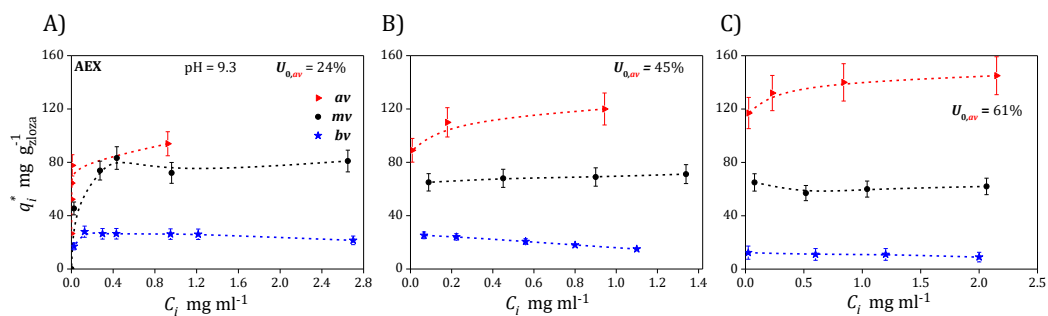 A)
B)
C)
AEX
pH = 9.3
U0,av = 24%
av
mv
bv
160
120
80
40
0
0.0 0.4 0.8 1.2 1.6 2.0 2.4 2.8
Ci mg ml-1
qi* mg gzloza-1
U0,av = 45%
160
120
80
40
0
0.0 0.2 0.4 0.6 0.8 1.0 1.2 1.4
Ci mg ml-1
U0,av = 61%
160
120
80
40
0
0.0 0.5 1.0 1.5 2.0 2.5
Ci mg ml-1